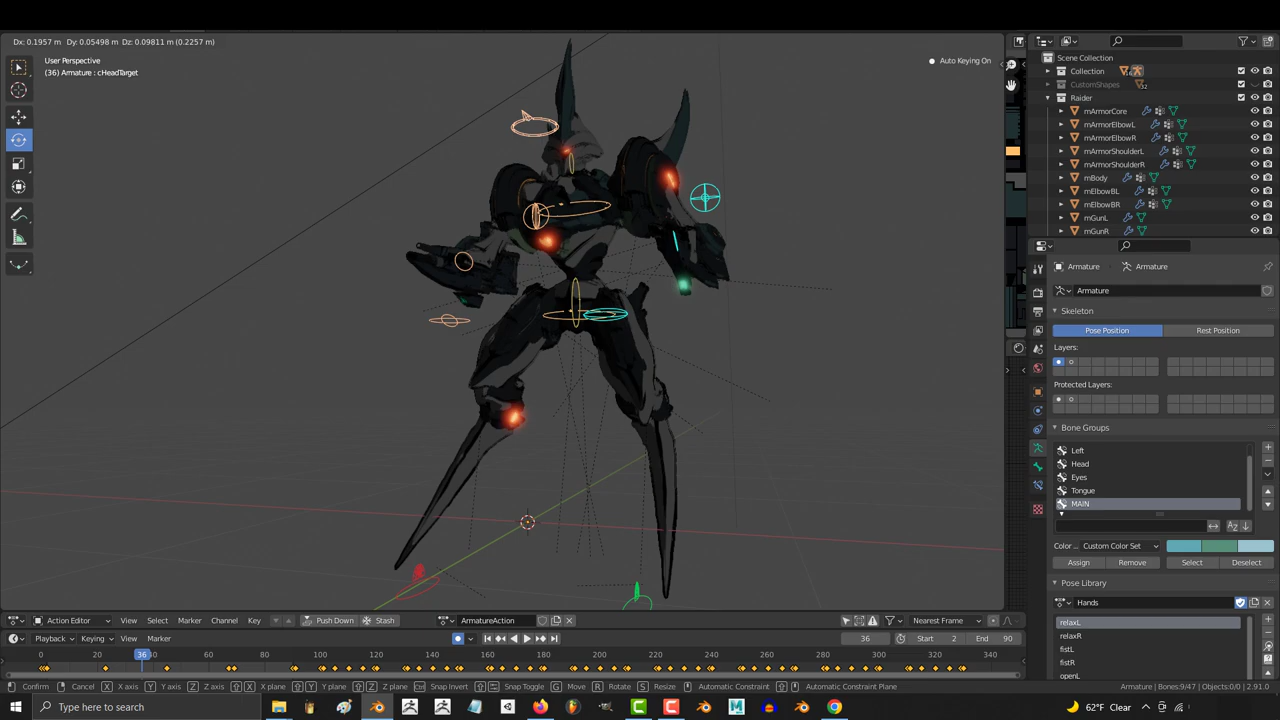 Dx: 0.1957 m Dy: 0.05498 m Dz: 0.09811 m (0.2257 m)
User Perspective
(36) Armature : cHeadTarget
Auto Keying On
Scene Collection
Collection
CustomShapes
32
Raider
mArmorCore
mArmorElbowL
mArmorElbowR
mArmorShoulderL
mArmorShoulderR
mBody
mElbowBL
mElbowBR
mGunL
mGunR
Armature
Armature
Armature
Skeleton
Pose Position
Rest Position
Layers:
Protected Layers:
Bone Groups
Left
Head
Eyes
Tongue
MAIN
Color ...
Custom Color Set
Assign
Remove
Select
Deselect
Pose Library
Hands
relaxL
relaxR
fistL
fistR
openL
Action Editor
View
Select
Marker
Channel
Key
Push Down
Stash
ArmatureAction
Nearest Frame
Playback
Keying
View
Marker
36
Start 2
End 90
0
36
60
80
100
120
140
160
180
200
220
240
260
280
300
320
340
Confirm
Cancel
X X axis
Y Y axis
Z Z axis
X X plane
Y Y plane
Z Z plane
Snap Invert
Snap Toggle
G Move
R Rotate
S Resize
Automatic Constraint
Automatic Constraint Plane
Armature | Bones:9/47 | Objects:0/0 | 2.91.0
Type here to search
62°F Clear